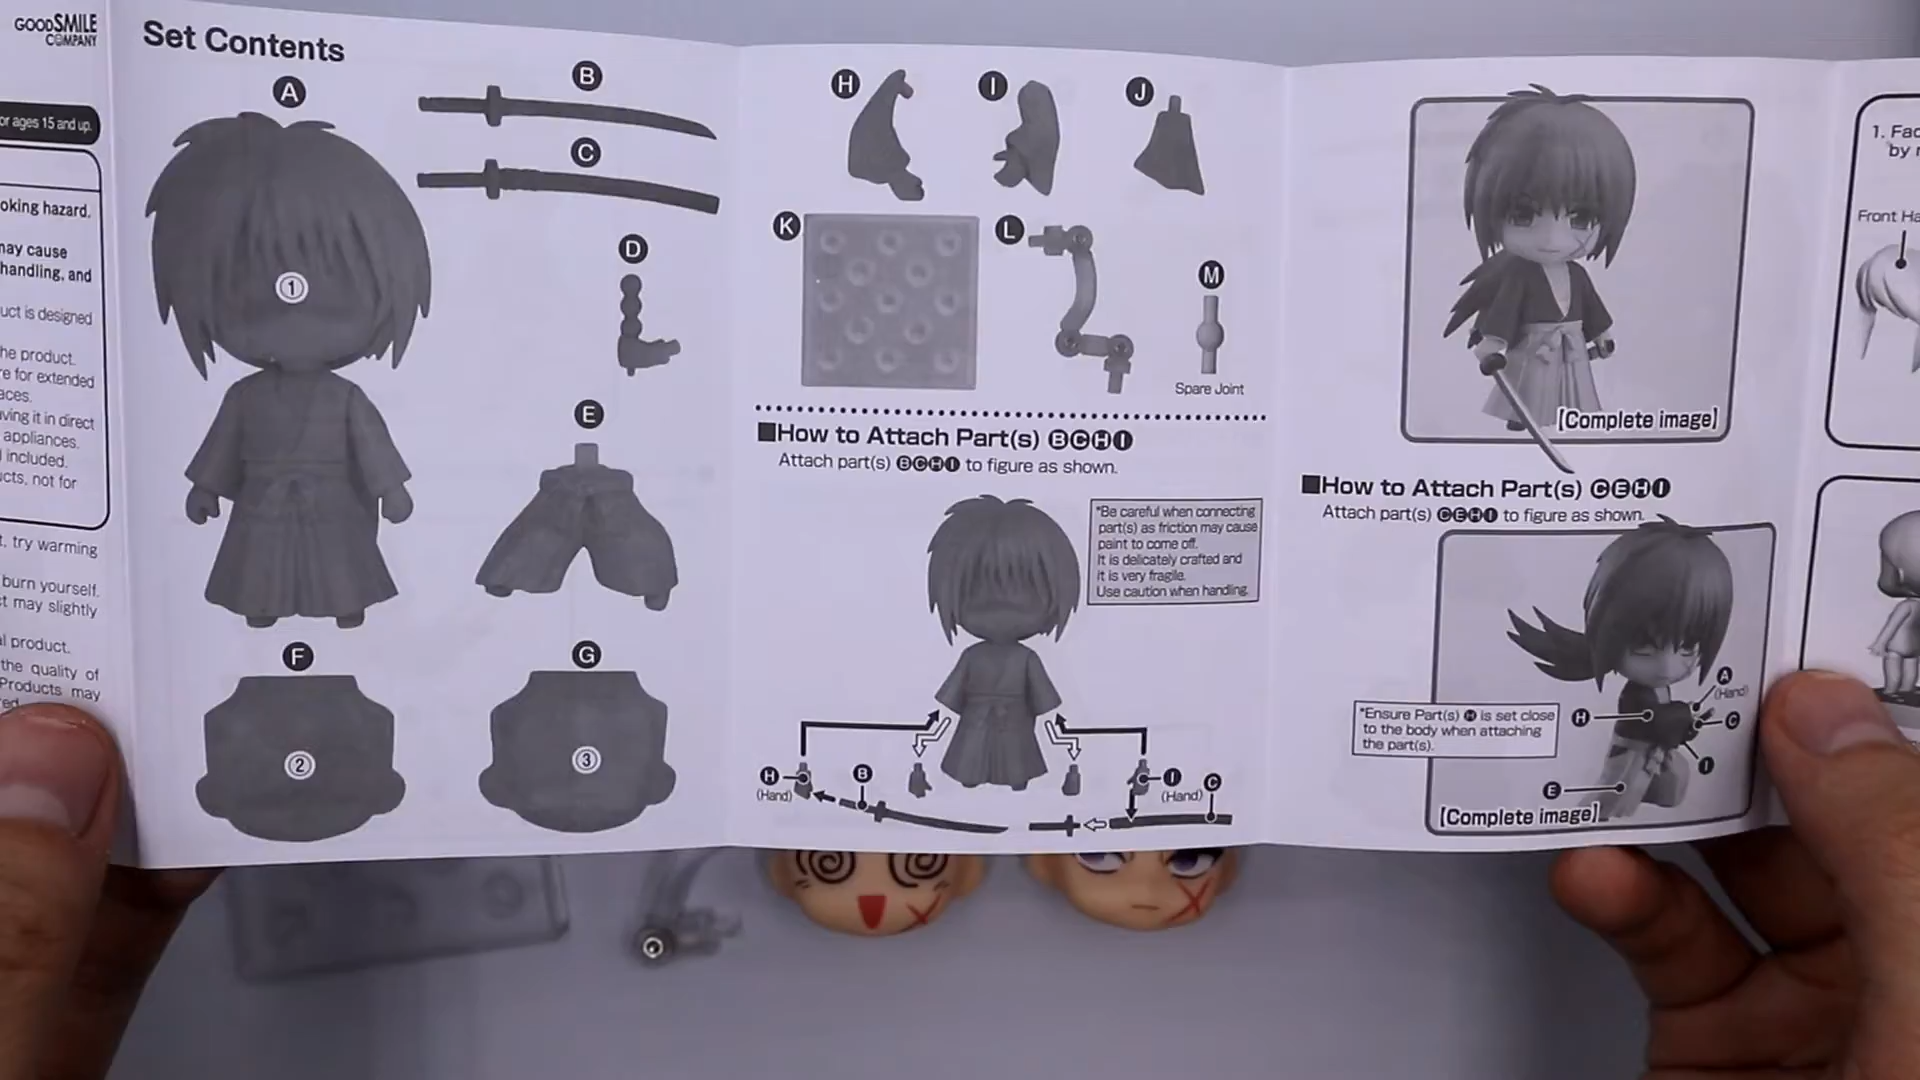 GOODSMILE
COMPANY
or ages 15 and up.
oking hazard.
may cause
handling, and
uct is designed
he product.
re for extended
aces.
ving it in direct
appliances.
included.
ucts, not for
t, try warming
burn yourself.
ct may slightly
al product.
the quality of
Products may
red.
Set Contents
A
B
C
D
E
F
G
①
②
③
H
I
J
K
L
M
Spare Joint
■How to Attach Part(s) ⒷⒸⒽⒾ
Attach part(s) ⒷⒸⒽⒾ to figure as shown.
*Be careful when connecting
part(s) as friction may cause
paint to come off.
It is delicately crafted and
it is very fragile.
Use caution when handling.
H
(Hand)
B
I
(Hand)
C
[Complete image]
■How to Attach Part(s) ⒸⒺⒽⒾ
Attach part(s) ⒸⒺⒽⒾ to figure as shown.
A
(Hand)
*Ensure Part(s) Ⓗ is set close
to the body when attaching
the part(s).
H
C
I
E
[Complete image]
1. Fac
by r
Front Ha